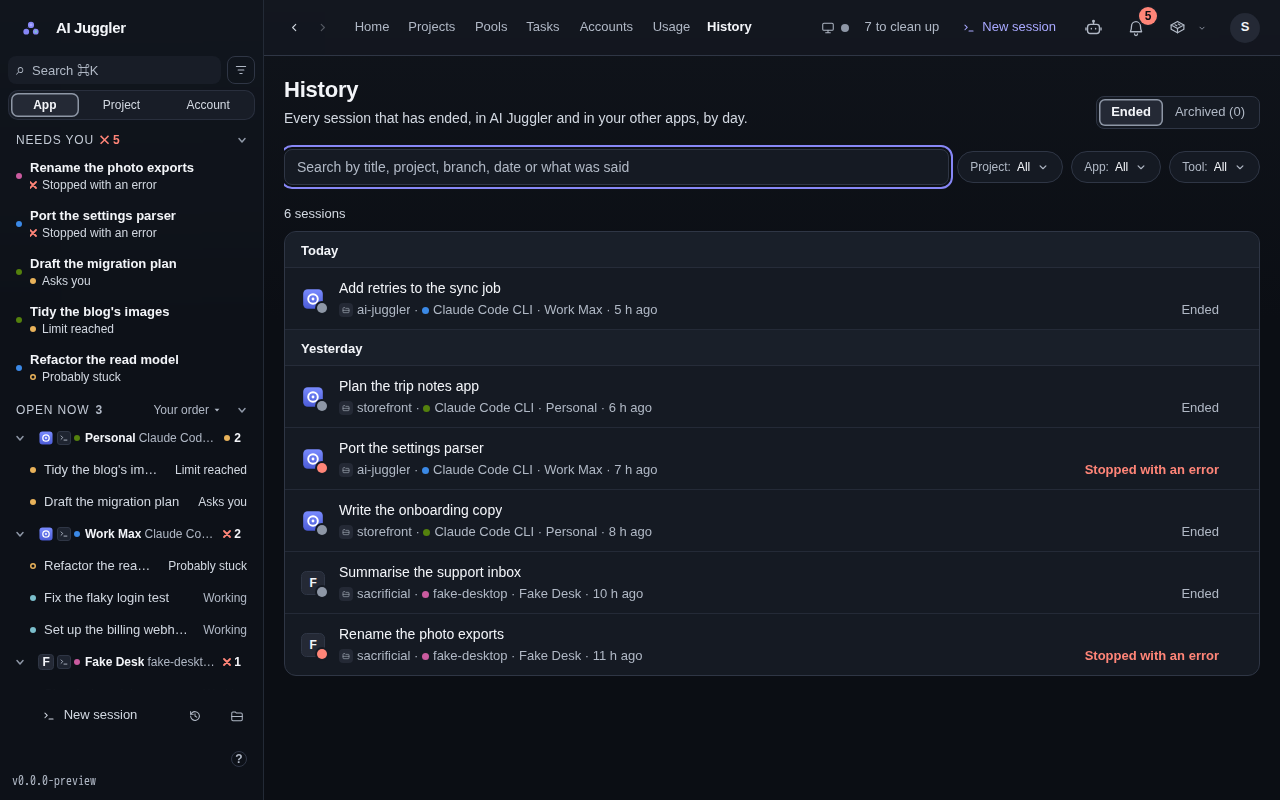 AI Juggler
Search ⌘K
App Project Account
NEEDS YOU 5
Rename the photo exports
Stopped with an error
Port the settings parser
Stopped with an error
Draft the migration plan
Asks you
Tidy the blog's images
Limit reached
Refactor the read model
Probably stuck
OPEN NOW 3 Your order
Personal Claude Cod… 2
Tidy the blog's im… Limit reached
Draft the migration plan Asks you
Work Max Claude Co… 2
Refactor the rea… Probably stuck
Fix the flaky login test Working
Set up the billing webh… Working
F Fake Desk fake-deskt… 1
New session
?
v0.0.0-preview
Home Projects Pools Tasks Accounts Usage History 7 to clean up New session 5 S
History
Every session that has ended, in AI Juggler and in your other apps, by day.
Ended Archived (0)
Search by title, project, branch, date or what was said
Project: All App: All Tool: All
6 sessions
Today
Add retries to the sync job
ai-juggler · Claude Code CLI · Work Max · 5 h ago Ended
Yesterday
Plan the trip notes app
storefront · Claude Code CLI · Personal · 6 h ago Ended
Port the settings parser
ai-juggler · Claude Code CLI · Work Max · 7 h ago Stopped with an error
Write the onboarding copy
storefront · Claude Code CLI · Personal · 8 h ago Ended
F Summarise the support inbox
sacrificial · fake-desktop · Fake Desk · 10 h ago Ended
F Rename the photo exports
sacrificial · fake-desktop · Fake Desk · 11 h ago Stopped with an error